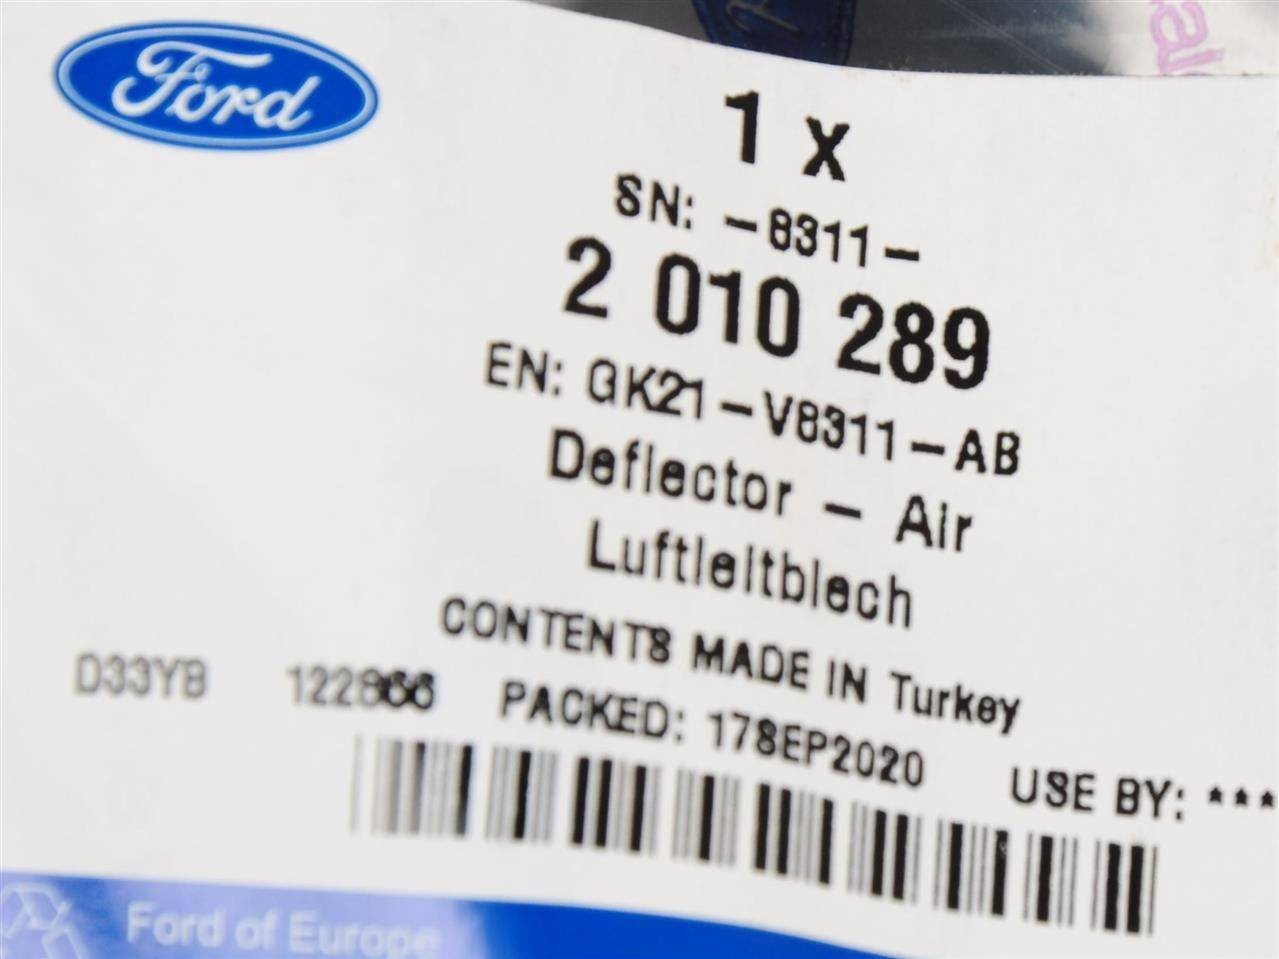 Ford
1 x
SN: -8311-
2 010 289
EN: GK21-V8311-AB
Deflector - Air
Luftleitblech
CONTENTS MADE IN Turkey
D33YB 122866 PACKED: 17SEP2020 USE BY: ***
Ford of Europe